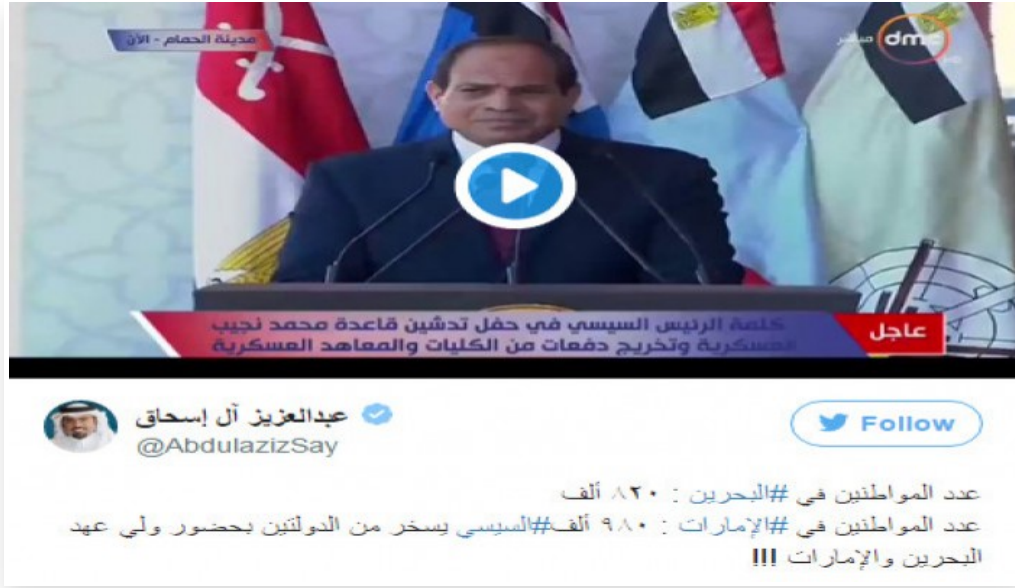 مدينة الحمام - الآن
dmc مباشر
كلمة الرئيس السيسي في حفل تدشين قاعدة محمد نجيب
العسكرية وتخريج دفعات من الكليات والمعاهد العسكرية
عاجل
عبدالعزيز آل إسحاق
@AbdulazizSay
Follow
عدد المواطنين في #البحرين : ٨٢٠ ألف
عدد المواطنين في #الإمارات : ٩٨٠ ألف#السيسي يسخر من الدولتين بحضور ولي عهد
البحرين والإمارات !!!